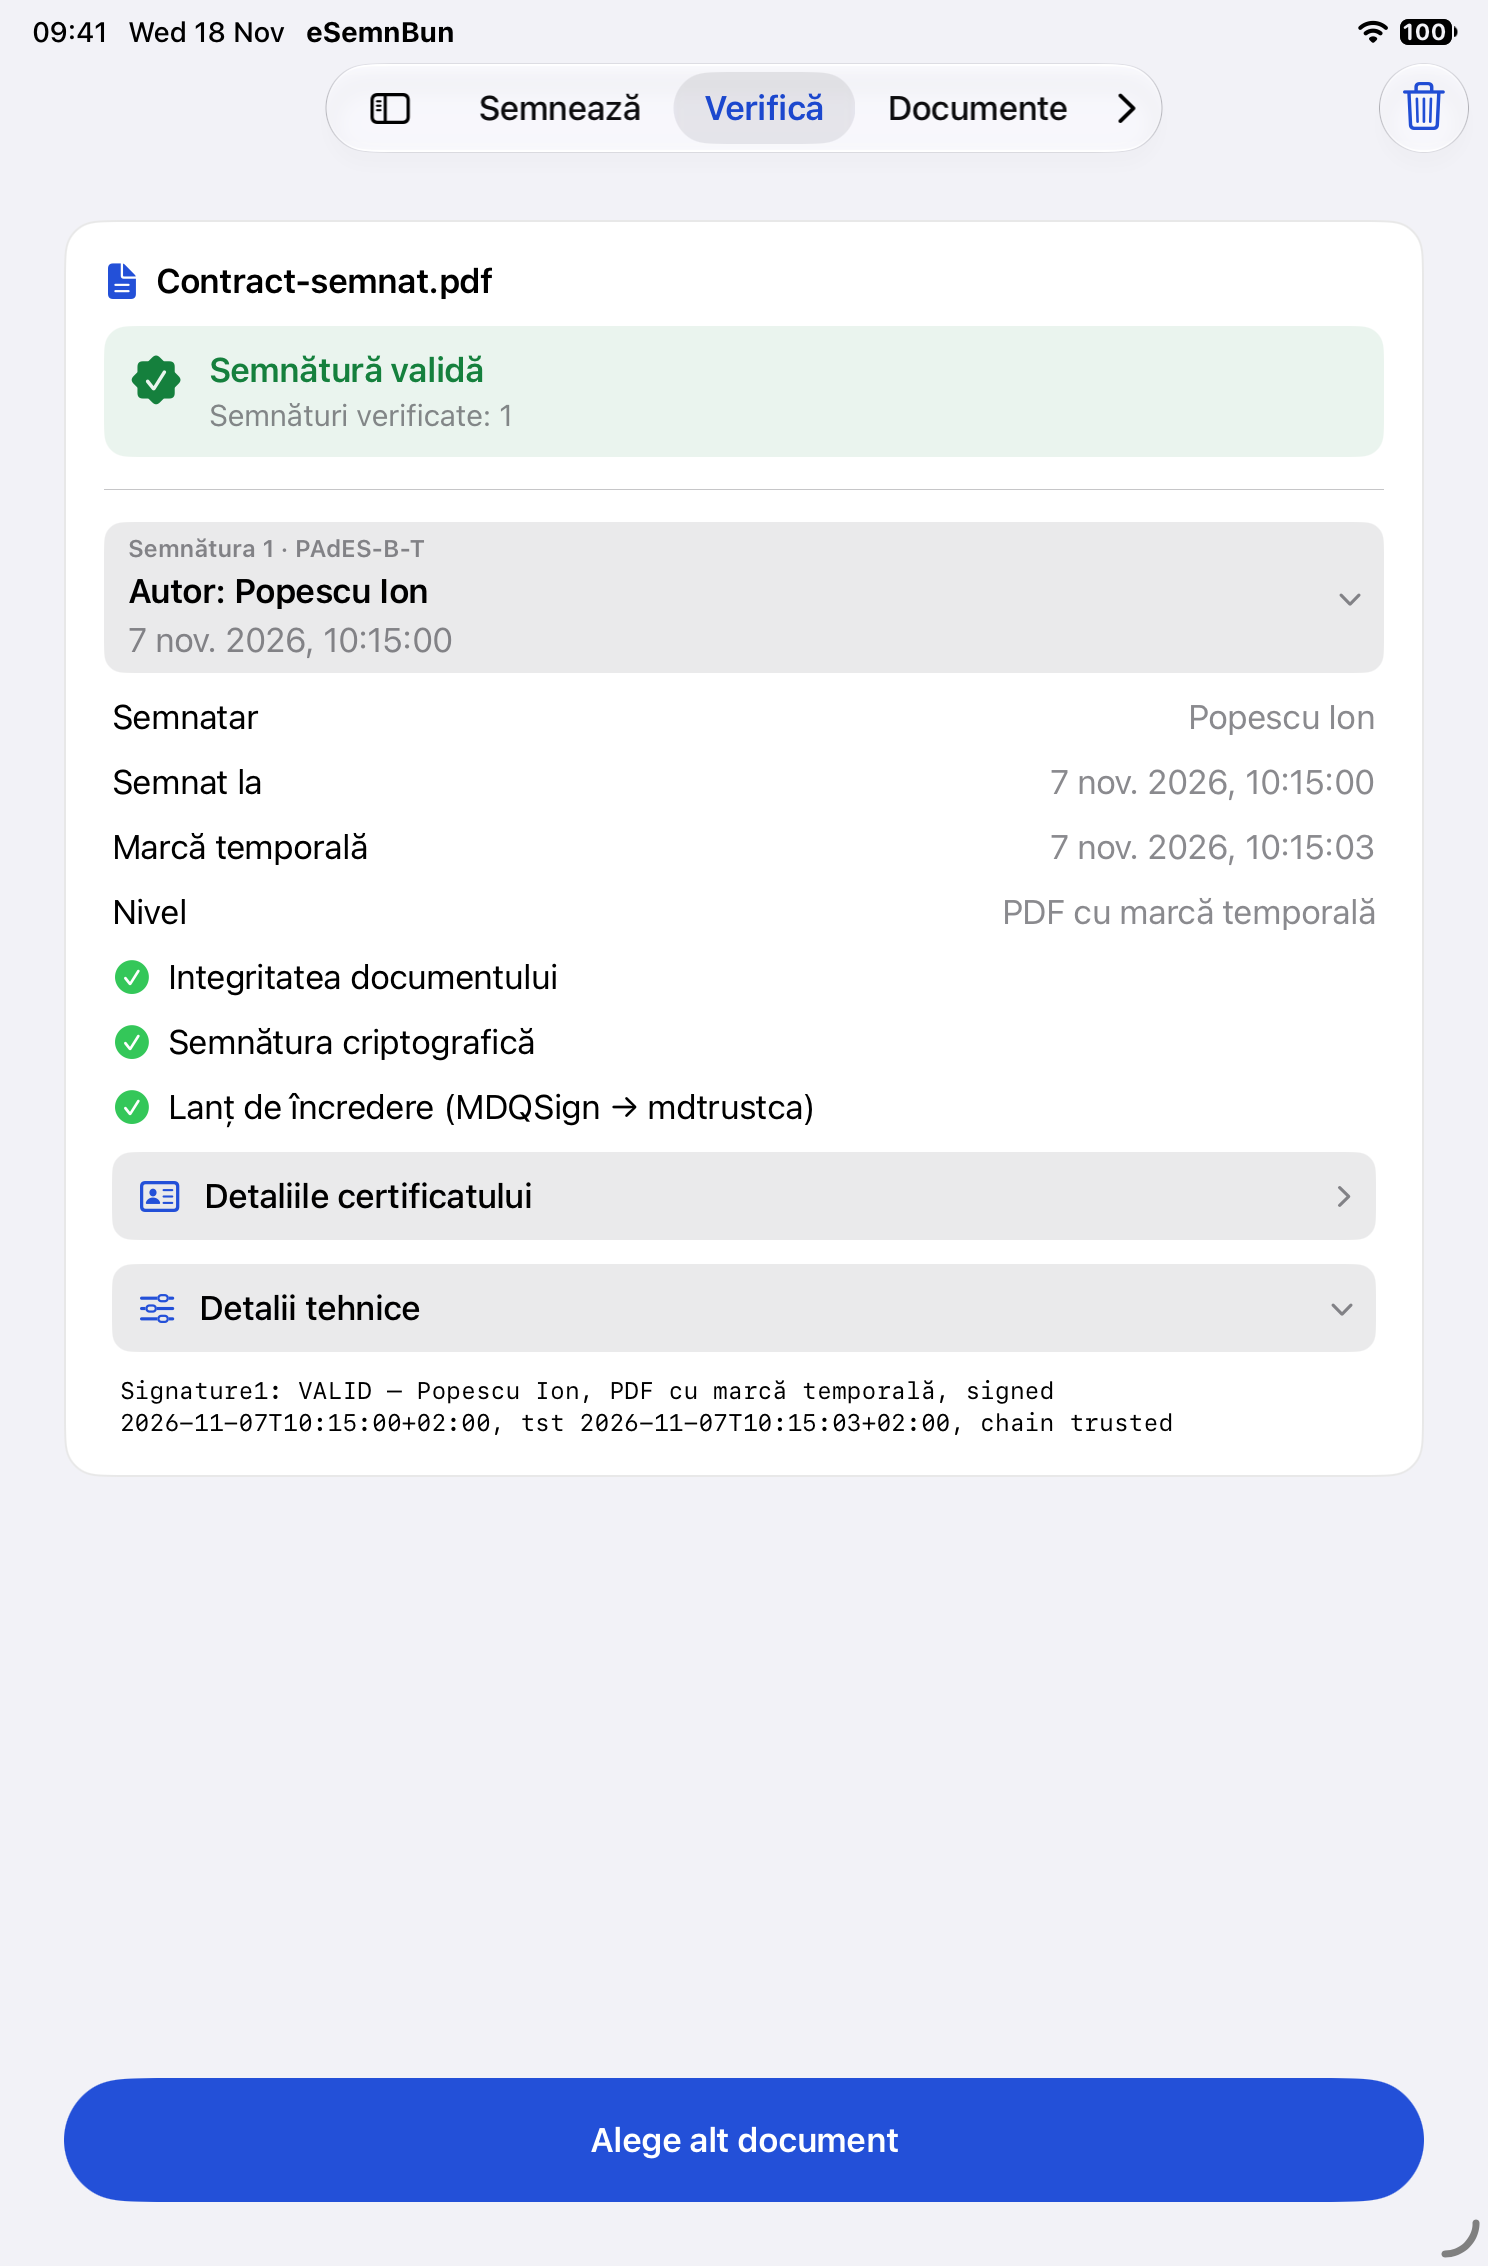 09:41 Wed 18 Nov eSemnBun 100
Semnează Verifică Documente
Contract-semnat.pdf
Semnătură validă
Semnături verificate: 1
Semnătura 1 · PAdES-B-T
Autor: Popescu Ion
7 nov. 2026, 10:15:00
Semnatar Popescu Ion
Semnat la 7 nov. 2026, 10:15:00
Marcă temporală 7 nov. 2026, 10:15:03
Nivel PDF cu marcă temporală
Integritatea documentului
Semnătura criptografică
Lanț de încredere (MDQSign → mdtrustca)
Detaliile certificatului
Detalii tehnice
Signature1: VALID — Popescu Ion, PDF cu marcă temporală, signed
2026-11-07T10:15:00+02:00, tst 2026-11-07T10:15:03+02:00, chain trusted
Alege alt document